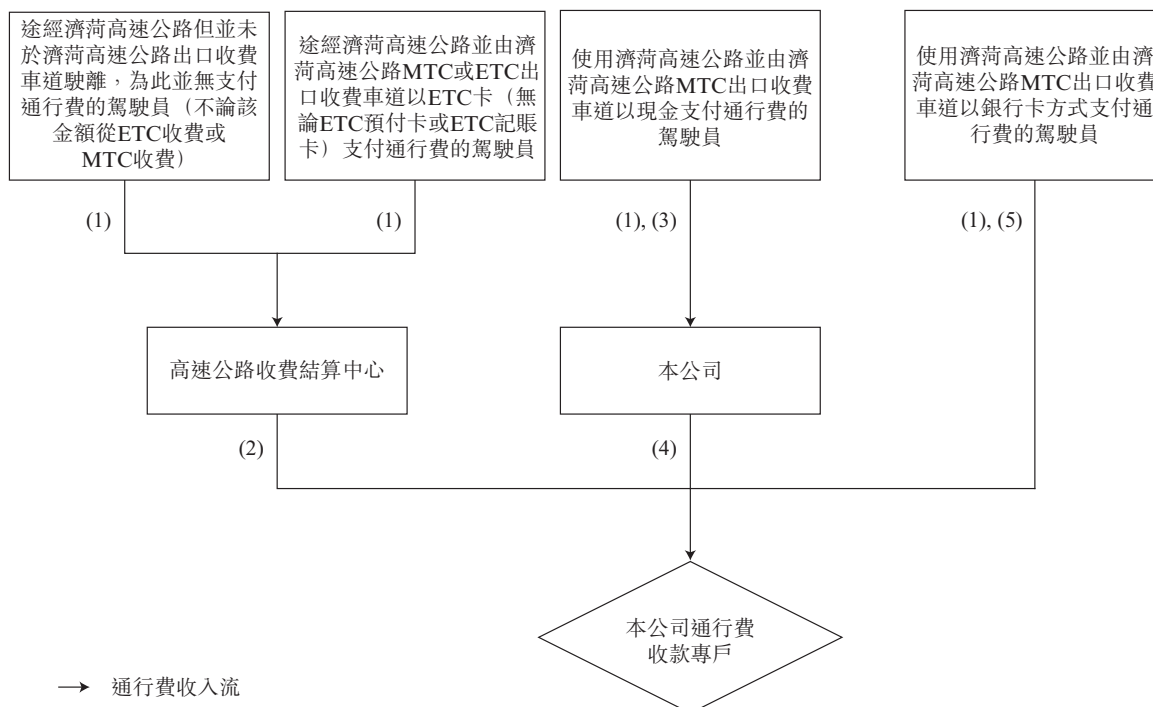 途經濟菏高速公路但並未
於濟菏高速公路出口收費
車道駛離，為此並無支付
通行費的駕駛員（不論該
金額從ETC收費或
MTC收費）
途經濟菏高速公路並由濟
菏高速公路MTC或ETC出
口收費車道以ETC卡（無
論ETC預付卡或ETC記賬
卡）支付通行費的駕駛員
使用濟菏高速公路並由濟
菏高速公路MTC出口收費
車道以現金支付通行費的
駕駛員
使用濟菏高速公路並由濟
菏高速公路MTC出口收費
車道以銀行卡方式支付通
行費的駕駛員
(1)
(1)
(1), (3)
(1), (5)
高速公路收費結算中心
本公司
(2)
(4)
本公司通行費
收款專戶
通行費收入流